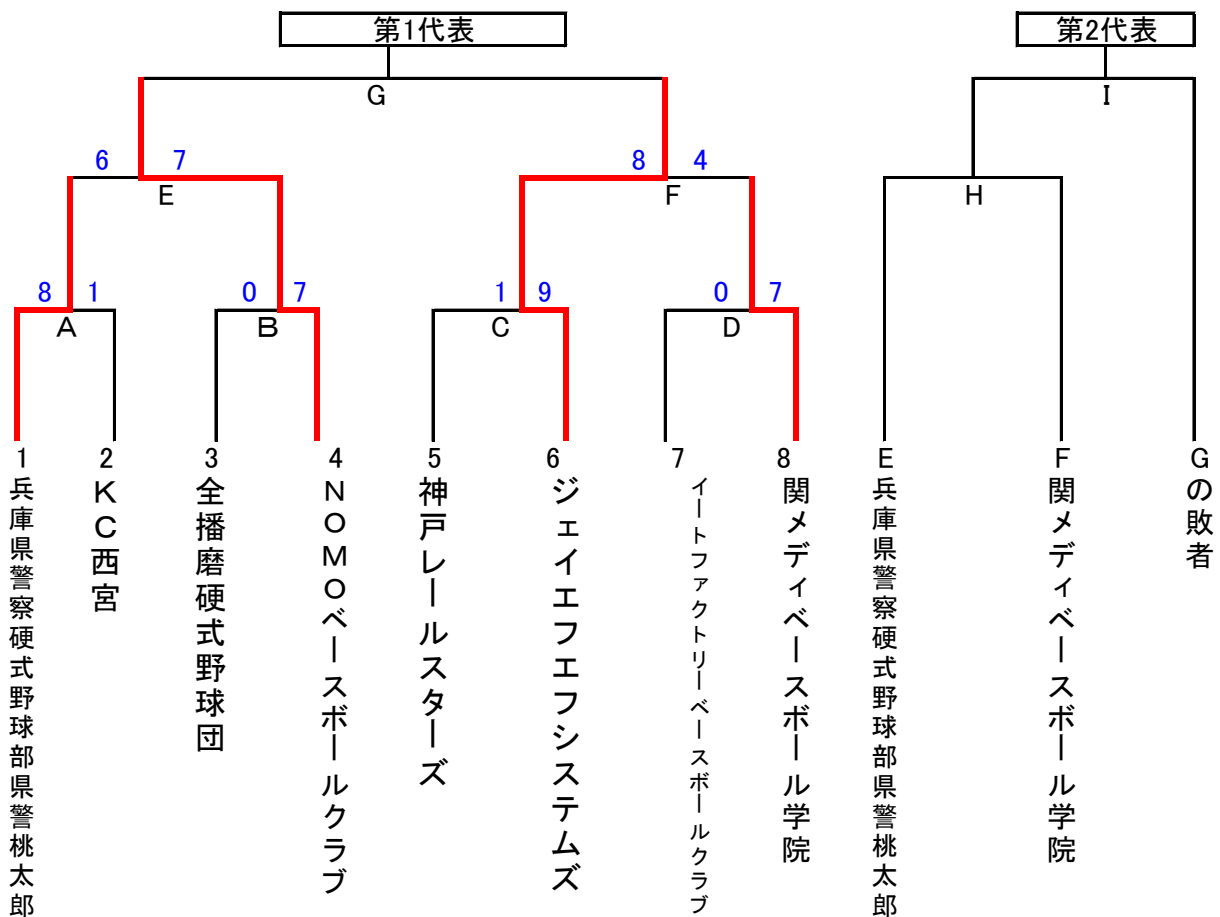 第1代表
第2代表
G
I
6 7
8 4
E
F
H
8 1
0 7
1 9
0 7
A
B
C
D
1
2
3
4
5
6
7
8
E
F
G
兵庫県警察硬式野球部県警桃太郎
KC西宮
全播磨硬式野球団
NOMOベースボールクラブ
神戸レールスターズ
ジェイエフエフシステムズ
イートファクトリーベースボールクラブ
関メディベースボール学院
兵庫県警察硬式野球部県警桃太郎
関メディベースボール学院
の敗者